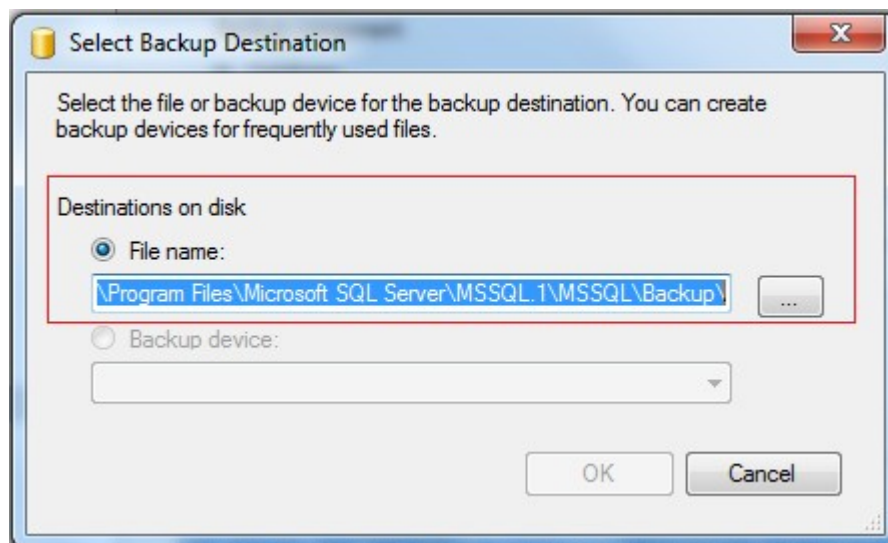 Select Backup Destination
Select the file or backup device for the backup destination. You can create
backup devices for frequently used files.
Destinations on disk
File name:
\Program Files\Microsoft SQL Server\MSSQL.1\MSSQL\Backup\
...
Backup device:
OK Cancel